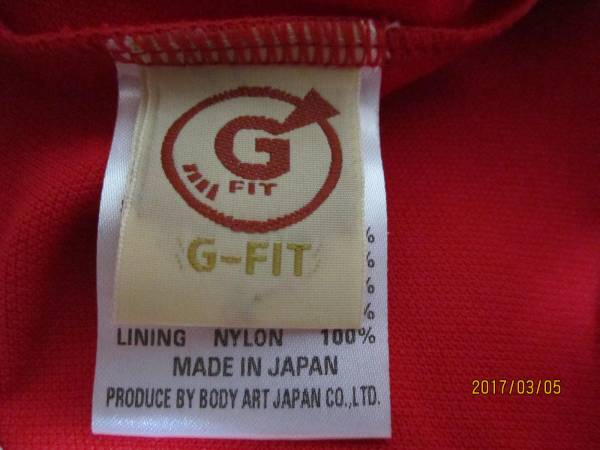 G
FIT
G-FIT
%
%
%
%
LINING NYLON 100%
MADE IN JAPAN
PRODUCE BY BODY ART JAPAN CO.,LTD.
2017/03/05